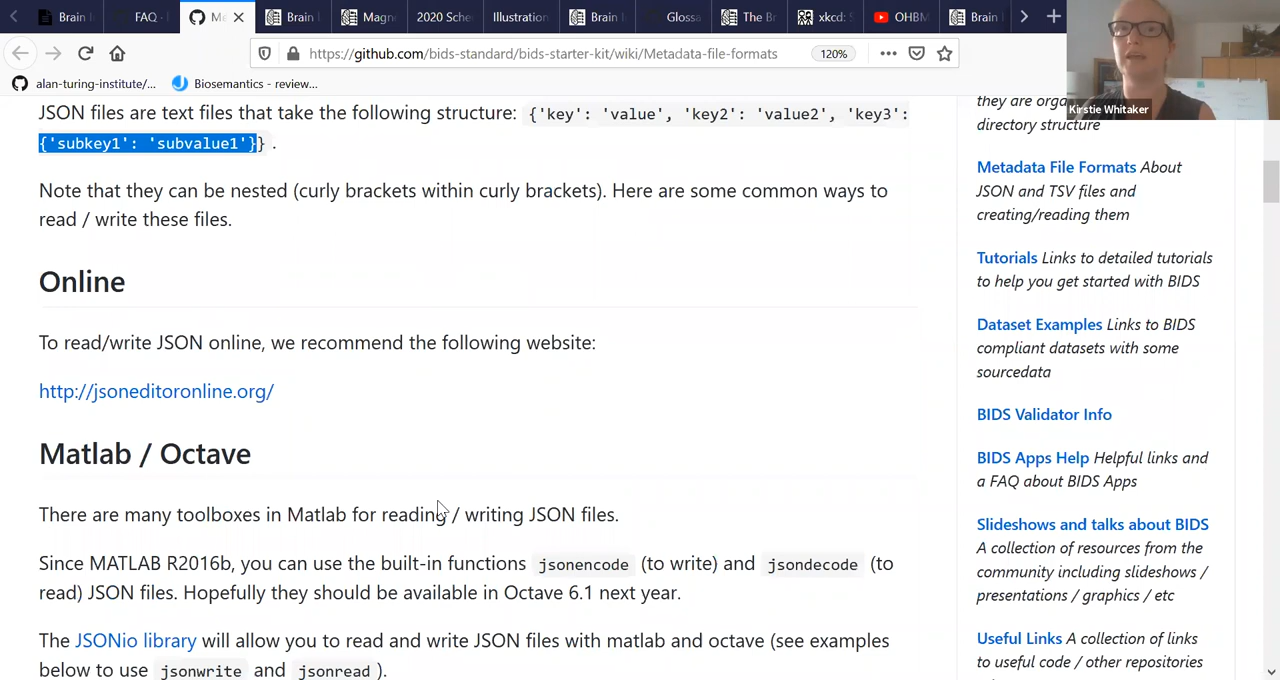 Brain
FAQ ·
M
Brain
Magn
2020 Sche
Illustration
Brain
Glossa
The Br
xkcd: S
OHBM
Brain
https://github.com/bids-standard/bids-starter-kit/wiki/Metadata-file-formats
120%
alan-turing-institute/...
Biosemantics - review...
Kirstie Whitaker
JSON files are text files that take the following structure: {'key': 'value', 'key2': 'value2', 'key3':
{'subkey1': 'subvalue1'}} .
Note that they can be nested (curly brackets within curly brackets). Here are some common ways to
read / write these files.
Online
To read/write JSON online, we recommend the following website:
http://jsoneditoronline.org/
Matlab / Octave
There are many toolboxes in Matlab for reading / writing JSON files.
Since MATLAB R2016b, you can use the built-in functions jsonencode (to write) and jsondecode (to
read) JSON files. Hopefully they should be available in Octave 6.1 next year.
The JSONio library will allow you to read and write JSON files with matlab and octave (see examples
below to use jsonwrite and jsonread ).
they are orga
directory structure
Metadata File Formats About
JSON and TSV files and
creating/reading them
Tutorials Links to detailed tutorials
to help you get started with BIDS
Dataset Examples Links to BIDS
compliant datasets with some
sourcedata
BIDS Validator Info
BIDS Apps Help Helpful links and
a FAQ about BIDS Apps
Slideshows and talks about BIDS
A collection of resources from the
community including slideshows /
presentations / graphics / etc
Useful Links A collection of links
to useful code / other repositories